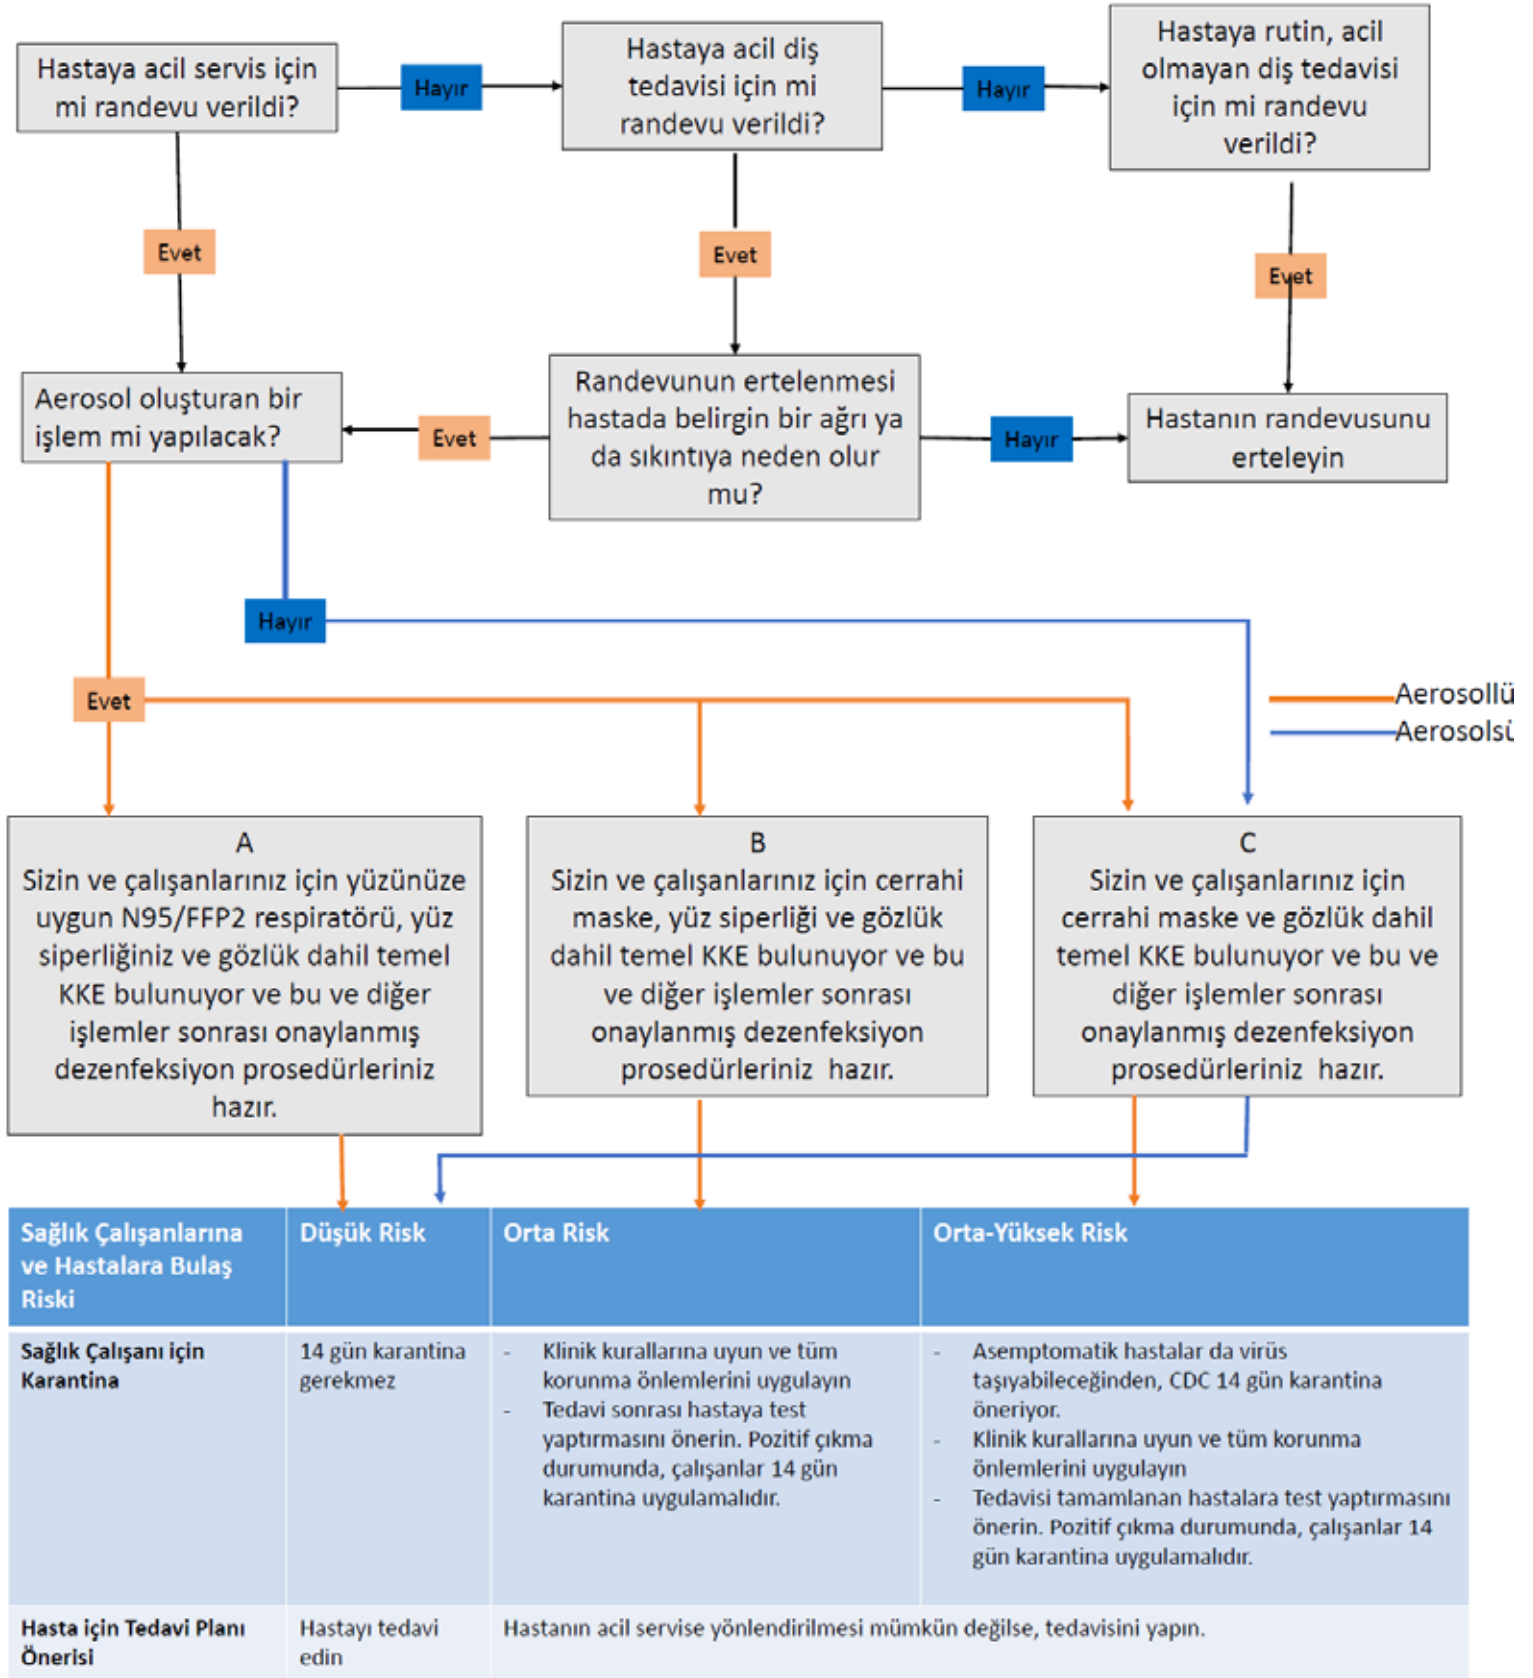 Hastaya acil servis için
mi randevu verildi?
Hayır
Hastaya acil diş
tedavisi için mi
randevu verildi?
Hayır
Hastaya rutin, acil
olmayan diş tedavisi
için mi randevu
verildi?
Evet
Evet
Evet
Aerosol oluşturan bir
işlem mi yapılacak?
Evet
Randevunun ertelenmesi
hastada belirgin bir ağrı ya
da sıkıntıya neden olur
mu?
Hayır
Hastanın randevusunu
erteleyin
Hayır
Evet
Aerosollü
Aerosolsü
A
Sizin ve çalışanlarınız için yüzünüze
uygun N95/FFP2 respiratörü, yüz
siperliğiniz ve gözlük dahil temel
KKE bulunuyor ve bu ve diğer
işlemler sonrası onaylanmış
dezenfeksiyon prosedürleriniz
hazır.
B
Sizin ve çalışanlarınız için cerrahi
maske, yüz siperliği ve gözlük
dahil temel KKE bulunuyor ve bu
ve diğer işlemler sonrası
onaylanmış dezenfeksiyon
prosedürleriniz hazır.
C
Sizin ve çalışanlarınız için
cerrahi maske ve gözlük dahil
temel KKE bulunuyor ve bu ve
diğer işlemler sonrası
onaylanmış dezenfeksiyon
prosedürleriniz hazır.
Sağlık Çalışanlarına
ve Hastalara Bulaş
Riski
Düşük Risk
Orta Risk
Orta-Yüksek Risk
Sağlık Çalışanı için
Karantina
14 gün karantina
gerekmez
- Klinik kurallarına uyun ve tüm
korunma önlemlerini uygulayın
- Tedavi sonrası hastaya test
yaptırmasını önerin. Pozitif çıkma
durumunda, çalışanlar 14 gün
karantina uygulamalıdır.
- Asemptomatik hastalar da virüs
taşıyabileceğinden, CDC 14 gün karantina
öneriyor.
- Klinik kurallarına uyun ve tüm korunma
önlemlerini uygulayın
- Tedavisi tamamlanan hastalara test yaptırmasını
önerin. Pozitif çıkma durumunda, çalışanlar 14
gün karantina uygulamalıdır.
Hasta için Tedavi Planı
Önerisi
Hastayı tedavi
edin
Hastanın acil servise yönlendirilmesi mümkün değilse, tedavisini yapın.